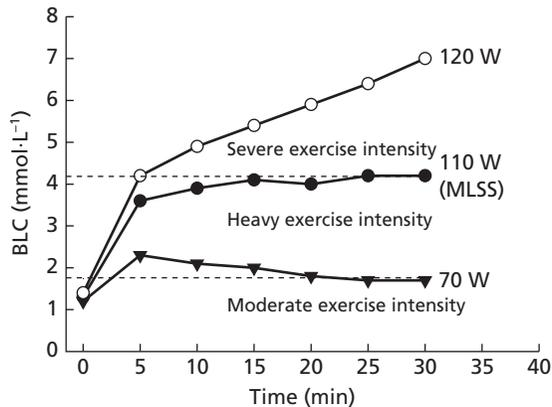 8
7
6
5
4
3
2
1
0
BLC (mmol·L⁻¹)
120 W
Severe exercise intensity
110 W
(MLSS)
Heavy exercise intensity
70 W
Moderate exercise intensity
0 5 10 15 20 25 30 35 40
Time (min)